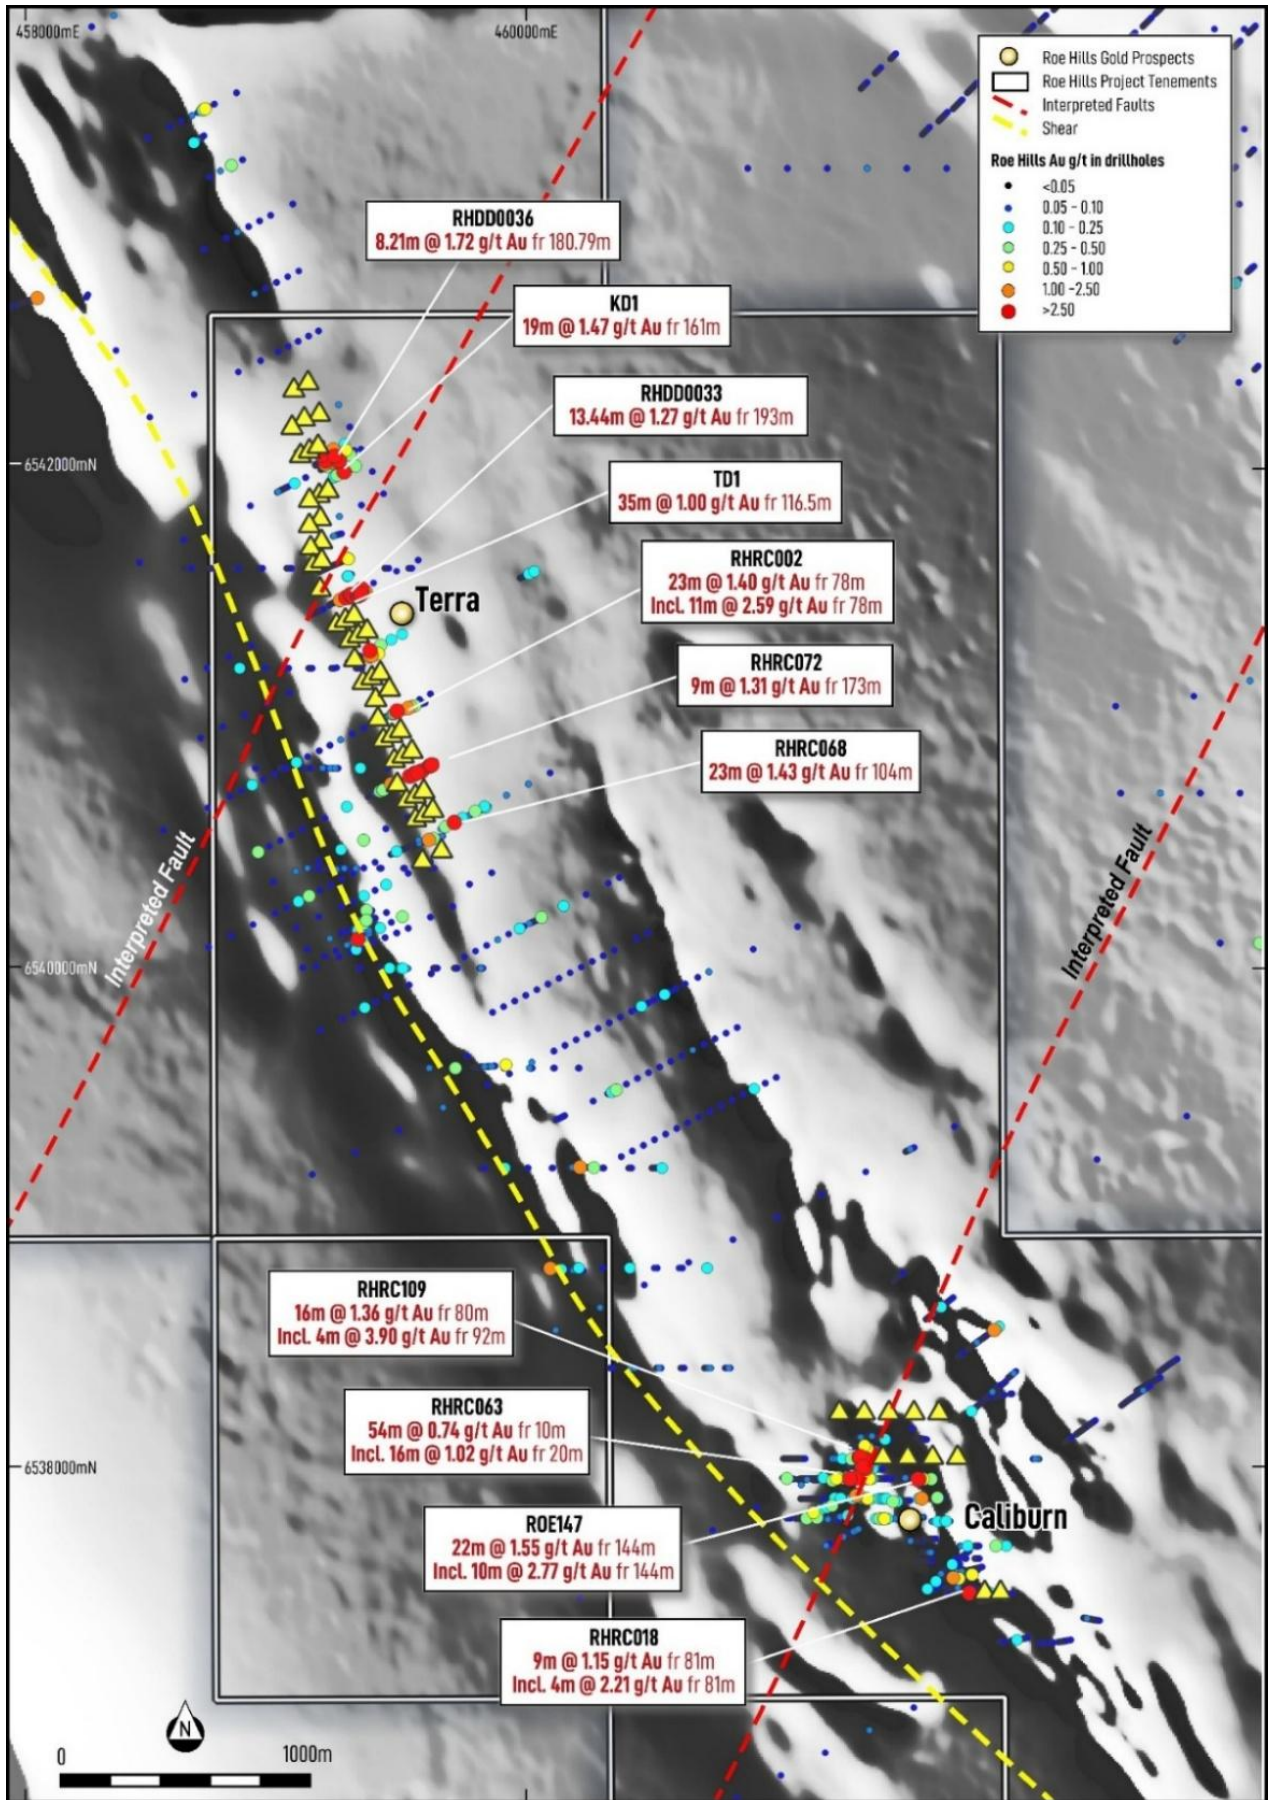 458000mE
460000mE
Roe Hills Gold Prospects
Roe Hills Project Tenements
Interpreted Faults
Shear
Roe Hills Au g/t in drillholes
<0.05
0.05 - 0.10
0.10 - 0.25
0.25 - 0.50
0.50 - 1.00
1.00 -2.50
>2.50
RHDD0036
8.21m @ 1.72 g/t Au fr 180.79m
KD1
19m @ 1.47 g/t Au fr 161m
RHDD0033
13.44m @ 1.27 g/t Au fr 193m
6542000mN
TD1
35m @ 1.00 g/t Au fr 116.5m
RHRC002
23m @ 1.40 g/t Au fr 78m
Incl. 11m @ 2.59 g/t Au fr 78m
Terra
RHRC072
9m @ 1.31 g/t Au fr 173m
RHRC068
23m @ 1.43 g/t Au fr 104m
Interpreted Fault
Interpreted Fault
6540000mN
RHRC109
16m @ 1.36 g/t Au fr 80m
Incl. 4m @ 3.90 g/t Au fr 92m
RHRC063
54m @ 0.74 g/t Au fr 10m
Incl. 16m @ 1.02 g/t Au fr 20m
6538000mN
Caliburn
ROE147
22m @ 1.55 g/t Au fr 144m
Incl. 10m @ 2.77 g/t Au fr 144m
RHRC018
9m @ 1.15 g/t Au fr 81m
Incl. 4m @ 2.21 g/t Au fr 81m
N
0
1000m